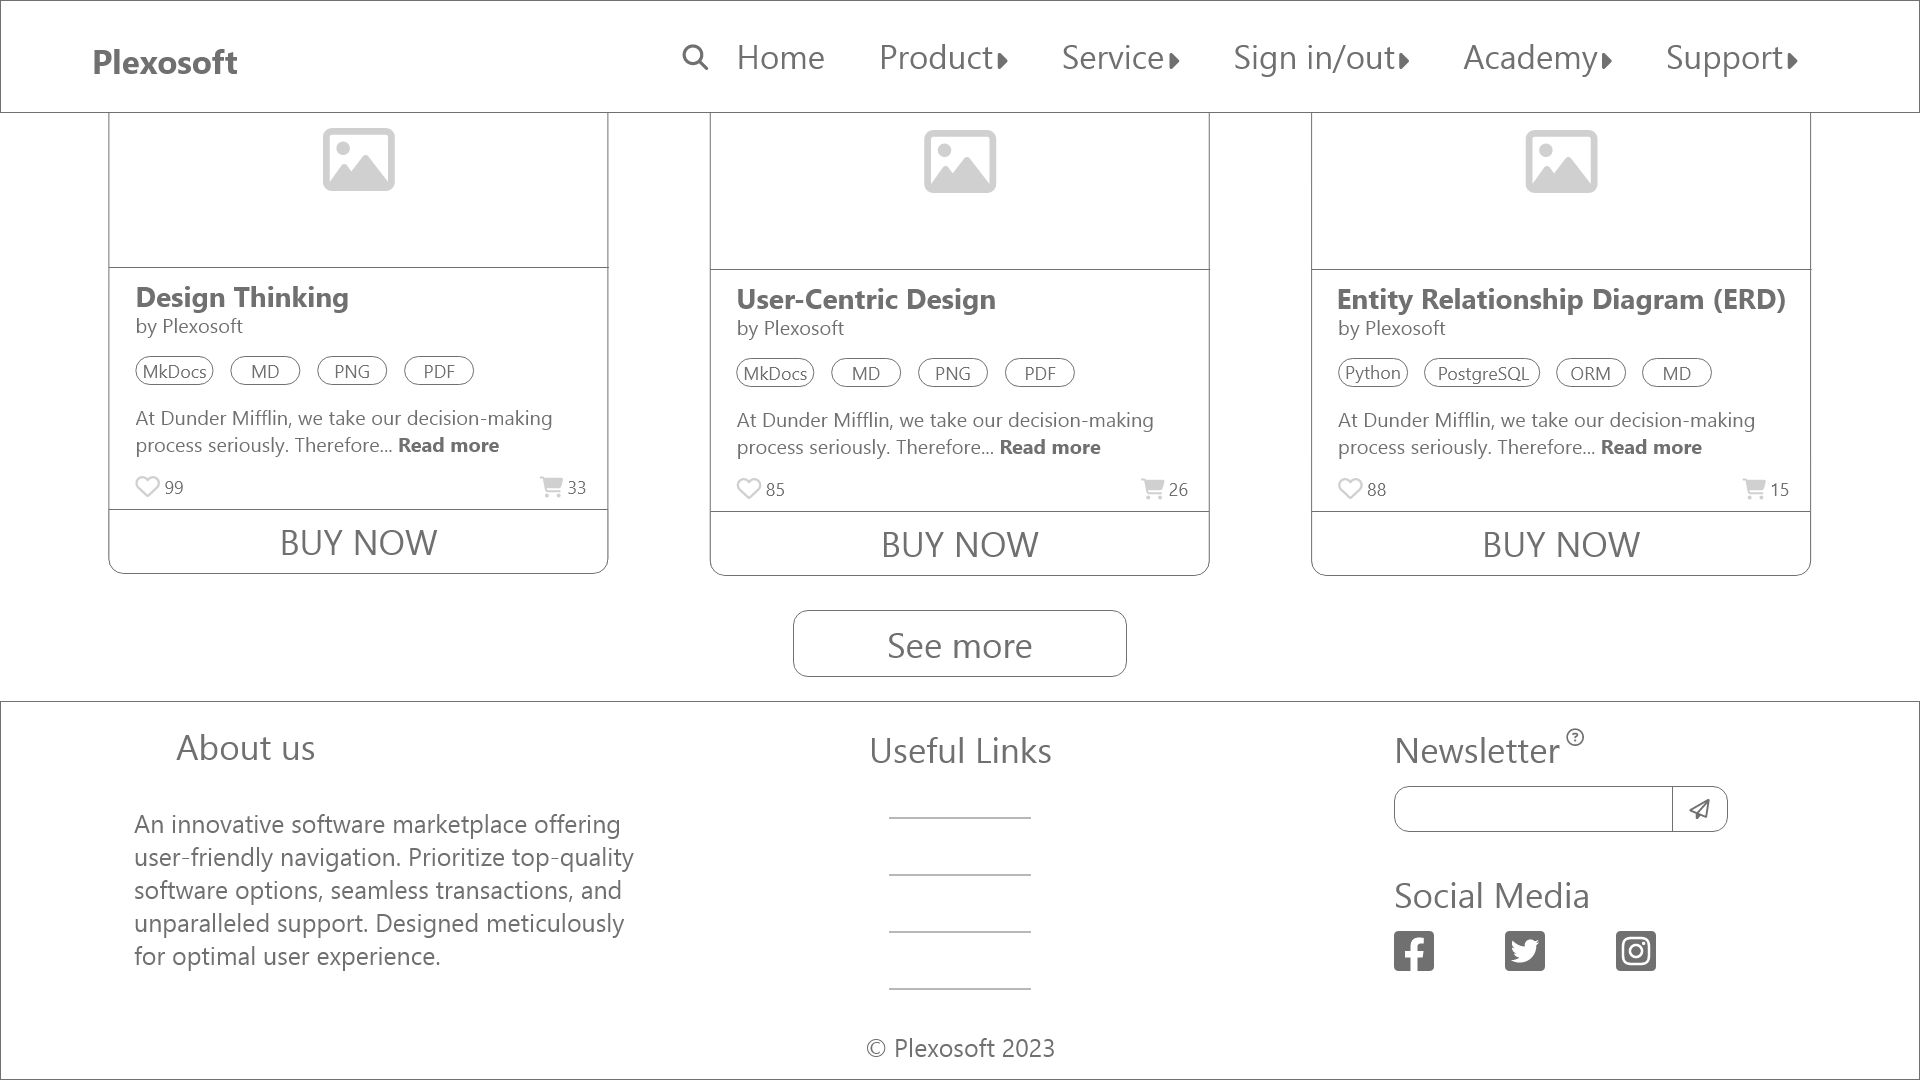 Plexosoft
Home Product Service Sign in/out Academy Support
Design Thinking
by Plexosoft
MkDocs MD PNG PDF
At Dunder Mifflin, we take our decision-making
process seriously. Therefore... Read more
99 33
BUY NOW
User-Centric Design
by Plexosoft
MkDocs MD PNG PDF
At Dunder Mifflin, we take our decision-making
process seriously. Therefore... Read more
85 26
BUY NOW
Entity Relationship Diagram (ERD)
by Plexosoft
Python PostgreSQL ORM MD
At Dunder Mifflin, we take our decision-making
process seriously. Therefore... Read more
88 15
BUY NOW
See more
About us
An innovative software marketplace offering
user-friendly navigation. Prioritize top-quality
software options, seamless transactions, and
unparalleled support. Designed meticulously
for optimal user experience.
Useful Links
Newsletter ?
Social Media
© Plexosoft 2023